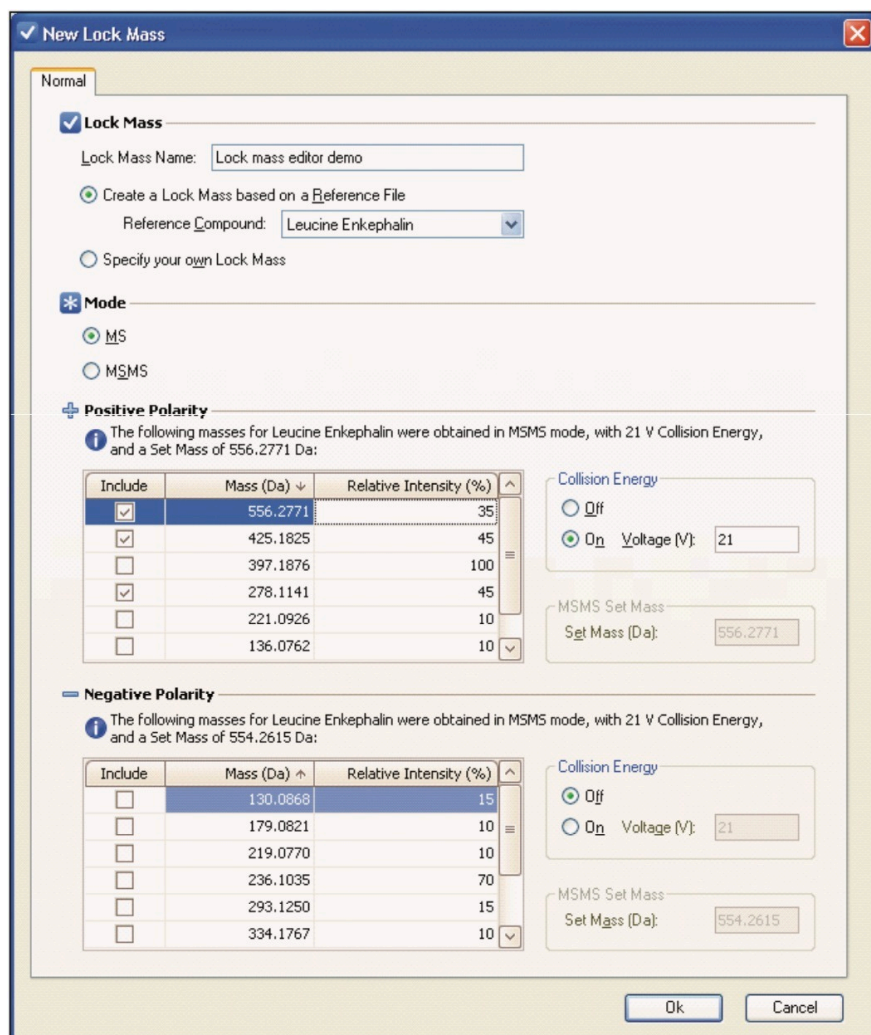 New Lock Mass
Normal
Lock Mass
Lock Mass Name: Lock mass editor demo
Create a Lock Mass based on a Reference File
Reference Compound: Leucine Enkephalin
Specify your own Lock Mass
Mode
MS
MSMS
Positive Polarity
The following masses for Leucine Enkephalin were obtained in MSMS mode, with 21 V Collision Energy,
and a Set Mass of 556.2771 Da:
Include Mass (Da) Relative Intensity (%)
556.2771 35
425.1825 45
397.1876 100
278.1141 45
221.0926 10
136.0762 10
Collision Energy
Off
On Voltage (V): 21
MSMS Set Mass
Set Mass (Da): 556.2771
Negative Polarity
The following masses for Leucine Enkephalin were obtained in MSMS mode, with 21 V Collision Energy,
and a Set Mass of 554.2615 Da:
Include Mass (Da) Relative Intensity (%)
130.0868 15
179.0821 10
219.0770 10
236.1035 70
293.1250 15
334.1767 10
Collision Energy
Off
On Voltage (V): 21
MSMS Set Mass
Set Mass (Da): 554.2615
Ok Cancel